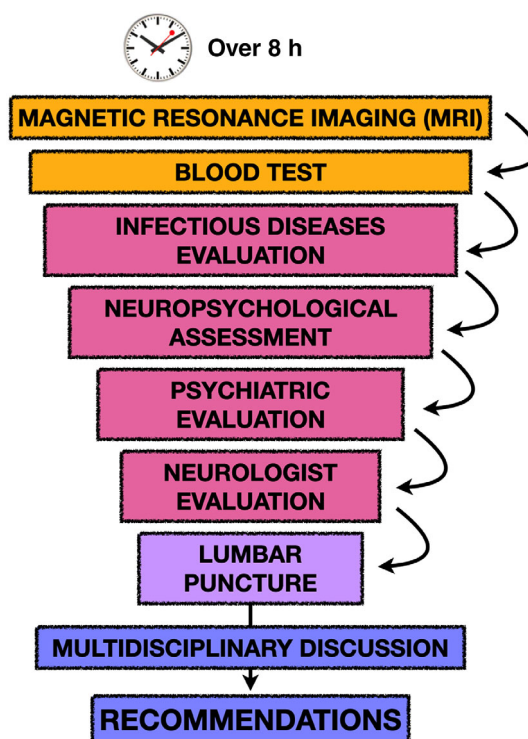 Over 8 h
MAGNETIC RESONANCE IMAGING (MRI)
BLOOD TEST
INFECTIOUS DISEASES
EVALUATION
NEUROPSYCHOLOGICAL
ASSESSMENT
PSYCHIATRIC
EVALUATION
NEUROLOGIST
EVALUATION
LUMBAR
PUNCTURE
MULTIDISCIPLINARY DISCUSSION
RECOMMENDATIONS